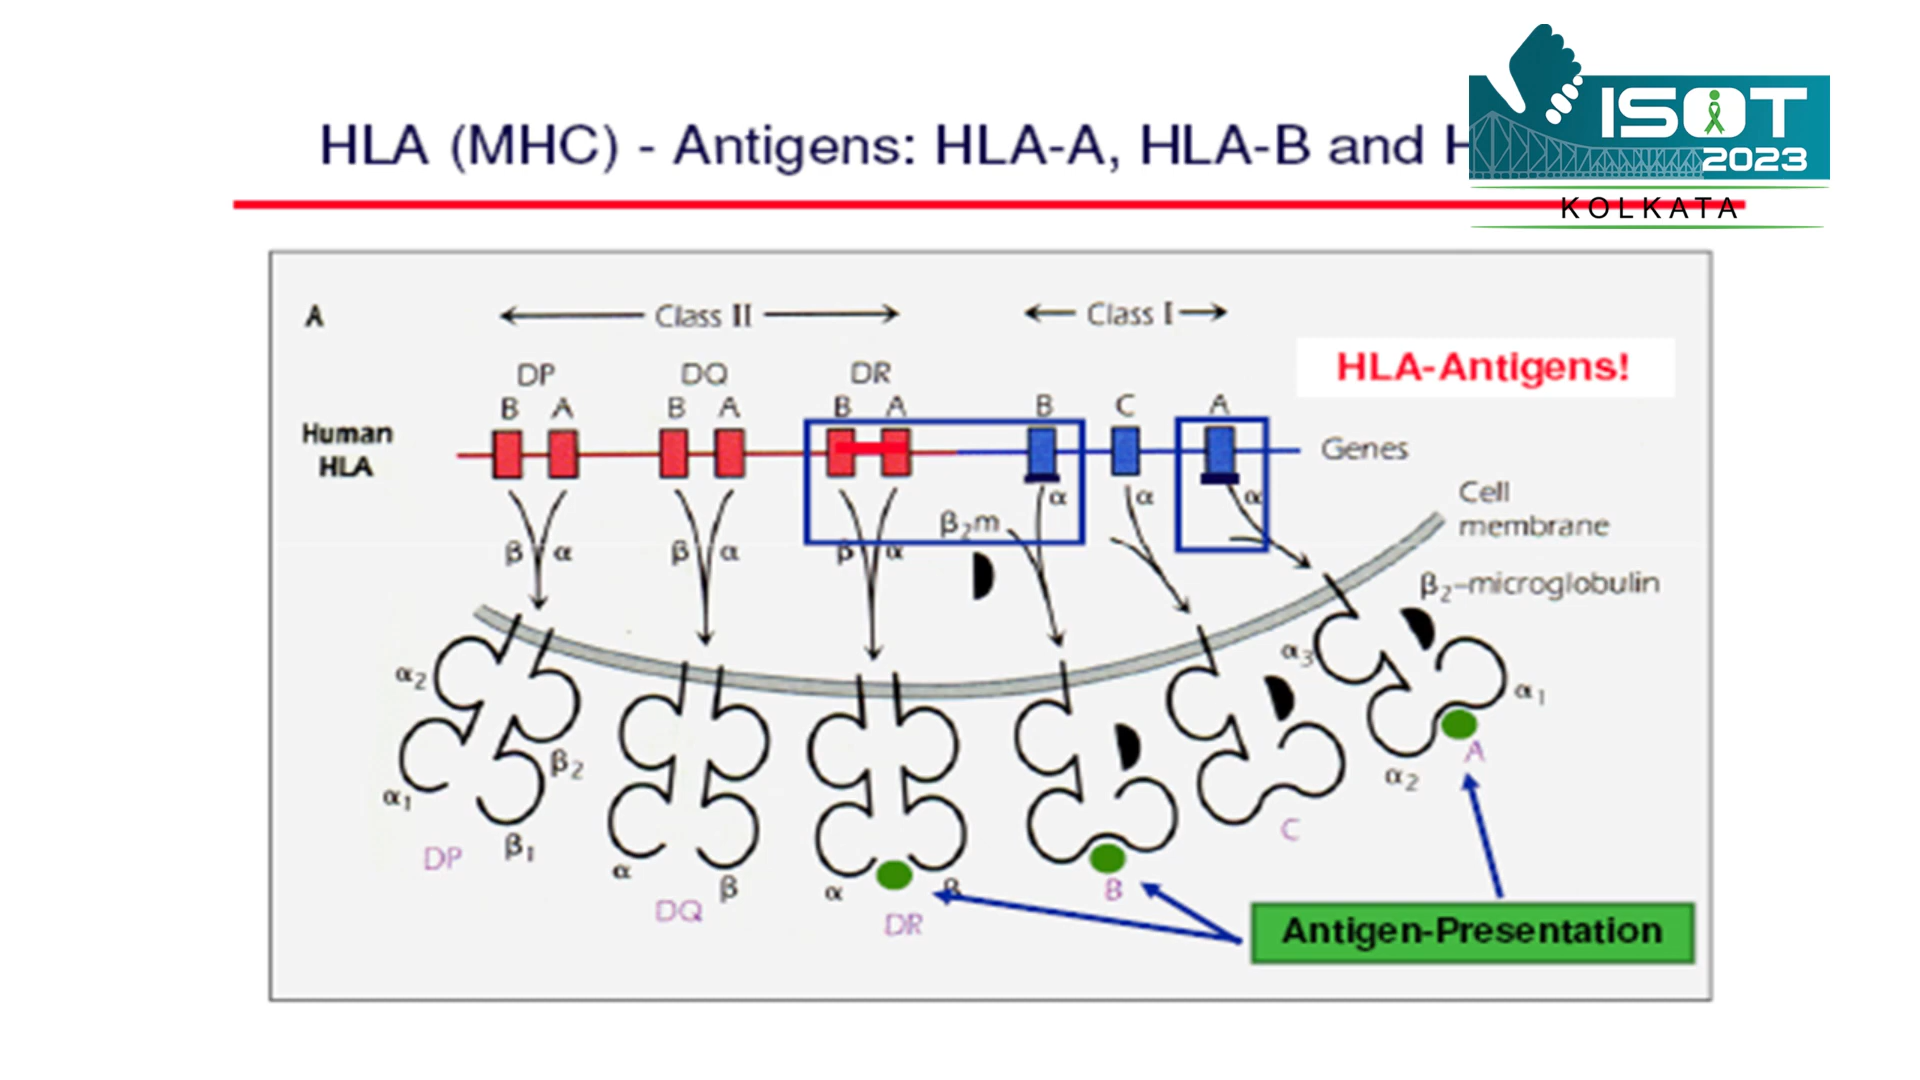 HLA (MHC) - Antigens: HLA-A, HLA-B and H
ISOT
2023
KOLKATA
A
Class II
Class I
HLA-Antigens!
DP
DQ
DR
B A
B A
B A
B
C
A
Human
HLA
Genes
α
α
α
β₂m
β α
β α
β α
Cell
membrane
β₂-microglobulin
α₂
α₁
β₂
β₁
DP
α
β
DQ
α
β
DR
B
C
α₃
α₁
α₂
A
Antigen-Presentation